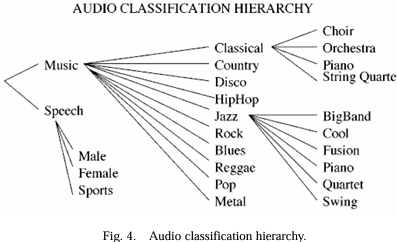 AUDIO CLASSIFICATION HIERARCHY
Music
Speech
Male
Female
Sports
Classical
Country
Disco
HipHop
Jazz
Rock
Blues
Reggae
Pop
Metal
Choir
Orchestra
Piano
String Quarte
BigBand
Cool
Fusion
Piano
Quartet
Swing
Fig. 4. Audio classification hierarchy.